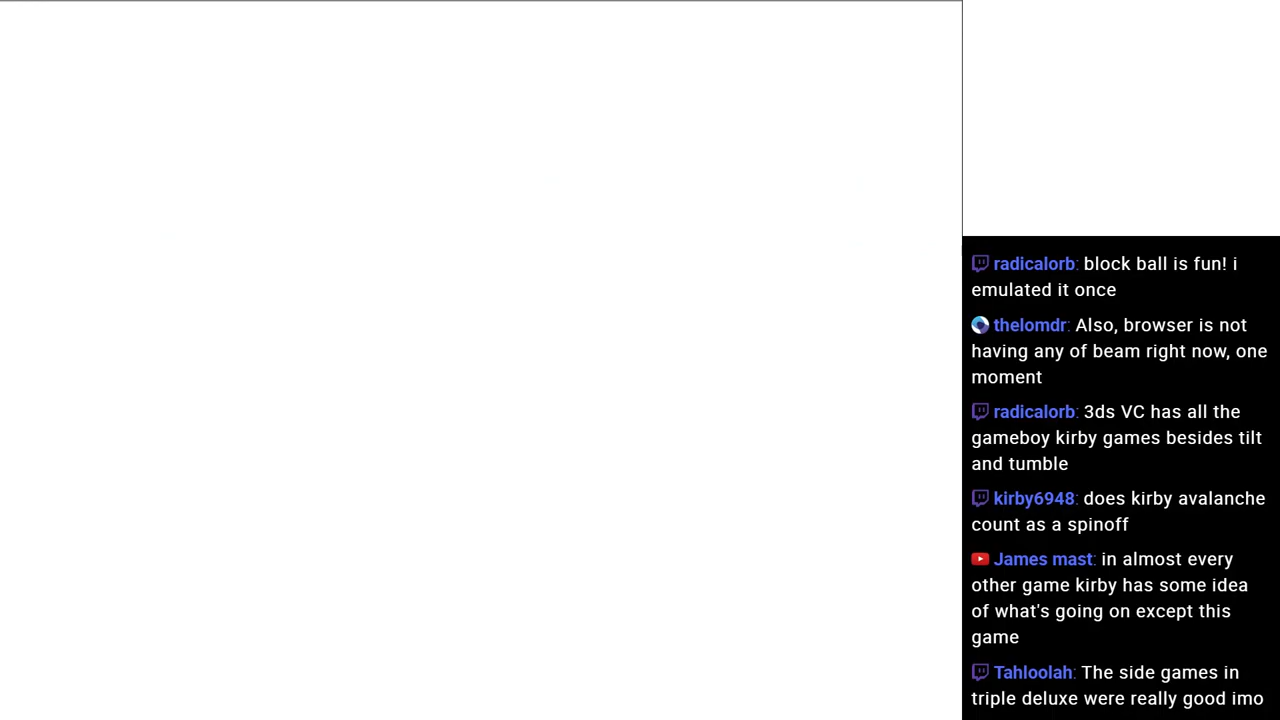 radicalorb: block ball is fun! i
emulated it once
thelomdr: Also, browser is not
having any of beam right now, one
moment
radicalorb: 3ds VC has all the
gameboy kirby games besides tilt
and tumble
kirby6948: does kirby avalanche
count as a spinoff
James mast: in almost every
other game kirby has some idea
of what's going on except this
game
Tahloolah: The side games in
triple deluxe were really good imo